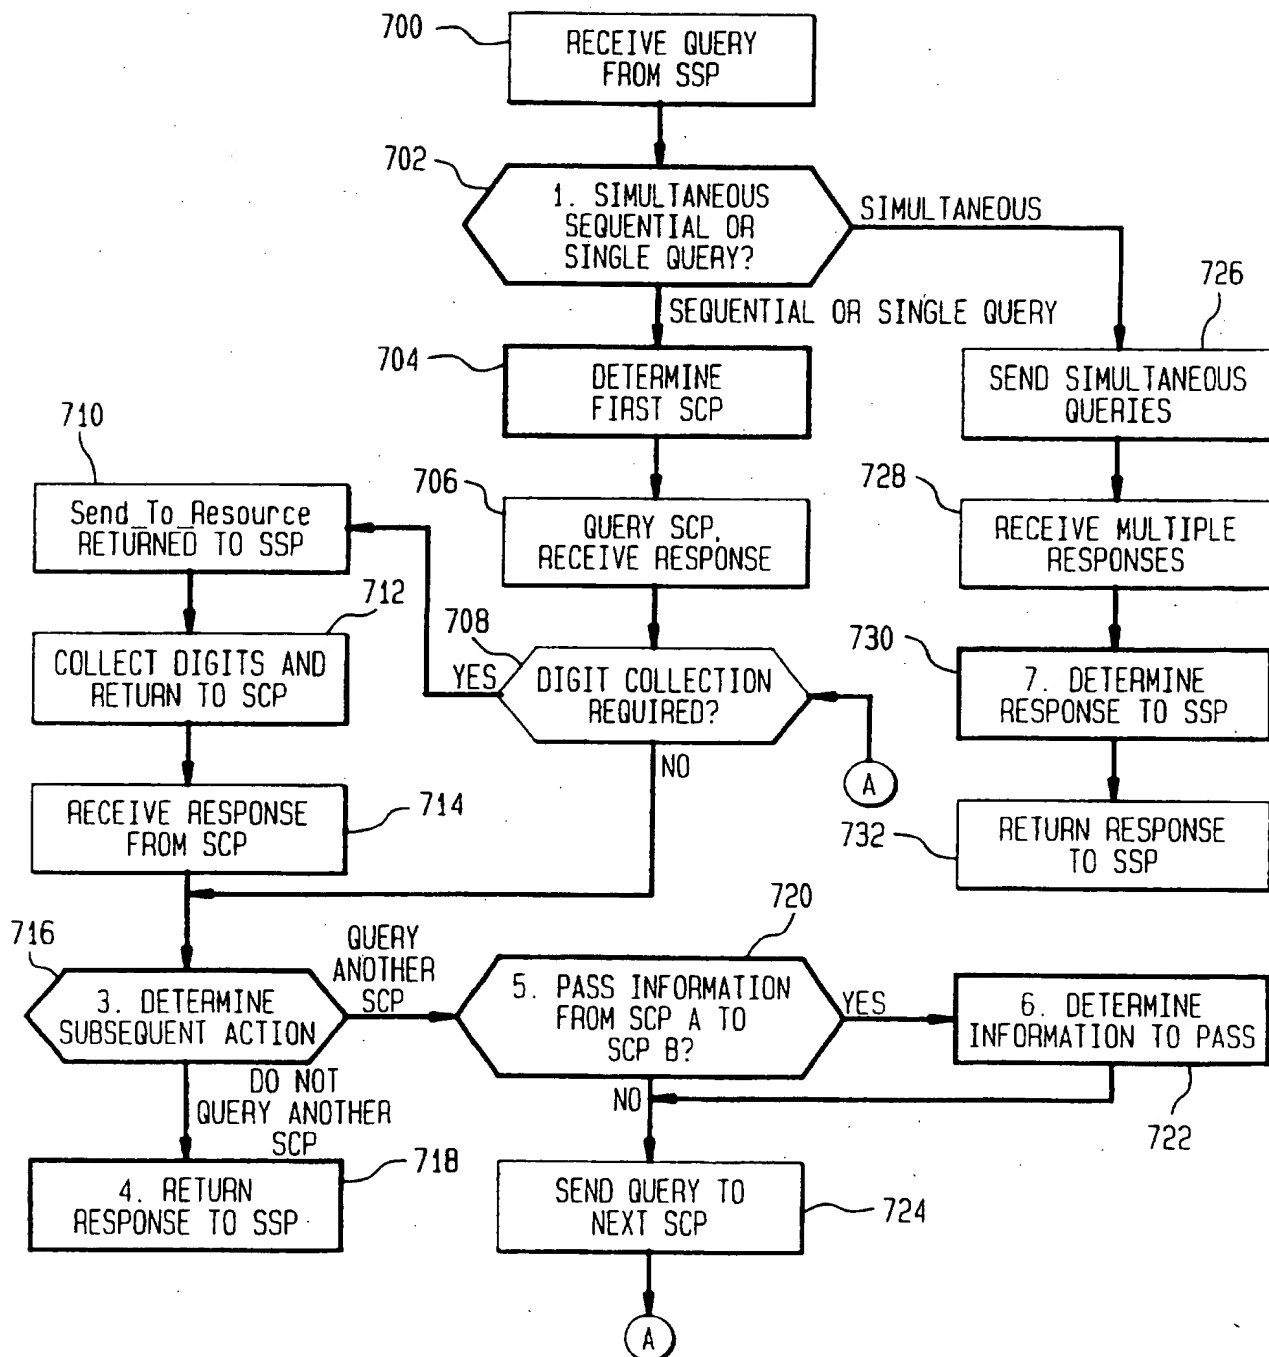 700
RECEIVE QUERY
FROM SSP
702
1. SIMULTANEOUS
SEQUENTIAL OR
SINGLE QUERY?
SIMULTANEOUS
SEQUENTIAL OR SINGLE QUERY
726
SEND SIMULTANEOUS
QUERIES
704
DETERMINE
FIRST SCP
710
Send_To_Resource
RETURNED TO SSP
706
QUERY SCP,
RECEIVE RESPONSE
728
RECEIVE MULTIPLE
RESPONSES
712
COLLECT DIGITS AND
RETURN TO SCP
708
YES
DIGIT COLLECTION
REQUIRED?
NO
A
730
7. DETERMINE
RESPONSE TO SSP
714
RECEIVE RESPONSE
FROM SCP
732
RETURN RESPONSE
TO SSP
716
3. DETERMINE
SUBSEQUENT ACTION
QUERY
ANOTHER
SCP
720
5. PASS INFORMATION
FROM SCP A TO
SCP B?
YES
6. DETERMINE
INFORMATION TO PASS
722
DO NOT
QUERY ANOTHER
SCP
NO
718
4. RETURN
RESPONSE TO SSP
SEND QUERY TO
NEXT SCP
724
A